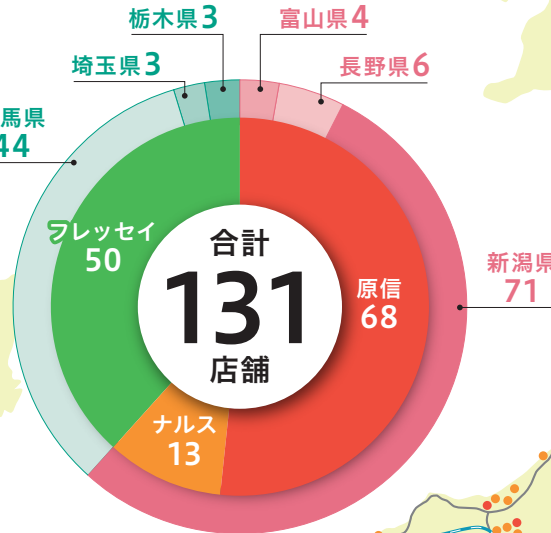 栃木県3
富山県4
埼玉県3
長野県6
馬県
44
フレッセイ
50
合計
131
店舗
原信
68
新潟県
71
ナルス
13